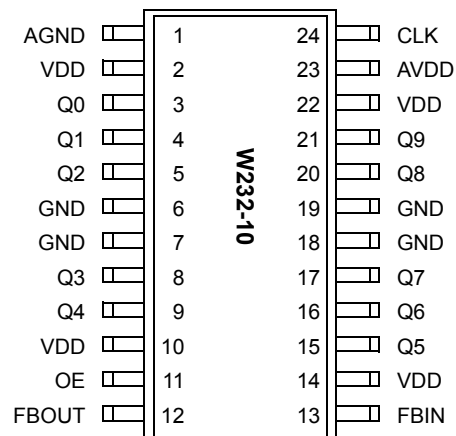 AGND 1 24 CLK
VDD 2 23 AVDD
Q0 3 22 VDD
Q1 4 21 Q9
Q2 5 20 Q8
GND 6 19 GND
GND 7 18 GND
Q3 8 17 Q7
Q4 9 16 Q6
VDD 10 15 Q5
OE 11 14 VDD
FBOUT 12 13 FBIN
W232-10